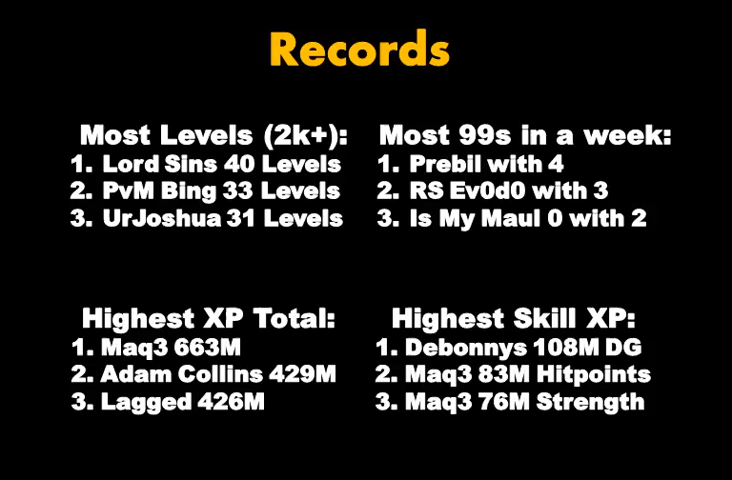 Records
Most Levels (2k+):
1. Lord Sins 40 Levels
2. PvM Bing 33 Levels
3. UrJoshua 31 Levels
Most 99s in a week:
1. Prebil with 4
2. RS Ev0d0 with 3
3. Is My Maul 0 with 2
Highest XP Total:
1. Maq3 663M
2. Adam Collins 429M
3. Lagged 426M
Highest Skill XP:
1. Debonnys 108M DG
2. Maq3 83M Hitpoints
3. Maq3 76M Strength